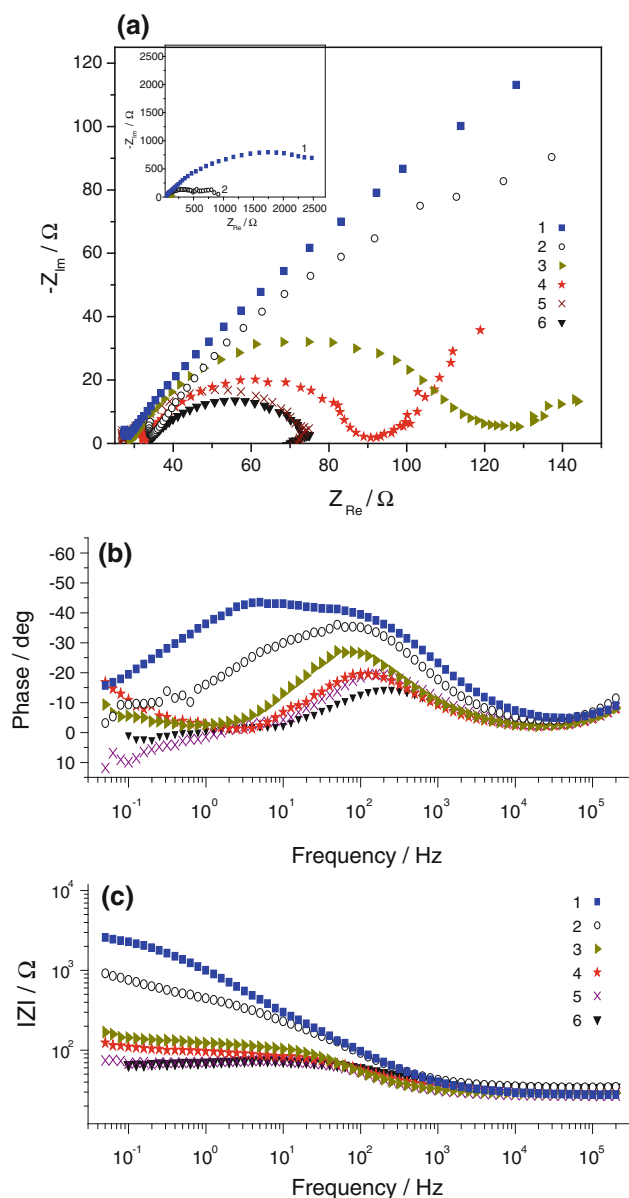 (a)
120
100
80
60
40
20
0
-Z_Im / Ω
2500
2000
1500
1000
500
0
-Z_Im / Ω
1
2
500 1000 1500 2000 2500
Z_Re / Ω
1
2
3
4
5
6
40 60 80 100 120 140
Z_Re / Ω
(b)
-60
-50
-40
-30
-20
-10
0
10
Phase / deg
10^-1 10^0 10^1 10^2 10^3 10^4 10^5
Frequency / Hz
(c)
10^4
10^3
10^2
IZI / Ω
1
2
3
4
5
6
10^-1 10^0 10^1 10^2 10^3 10^4 10^5
Frequency / Hz